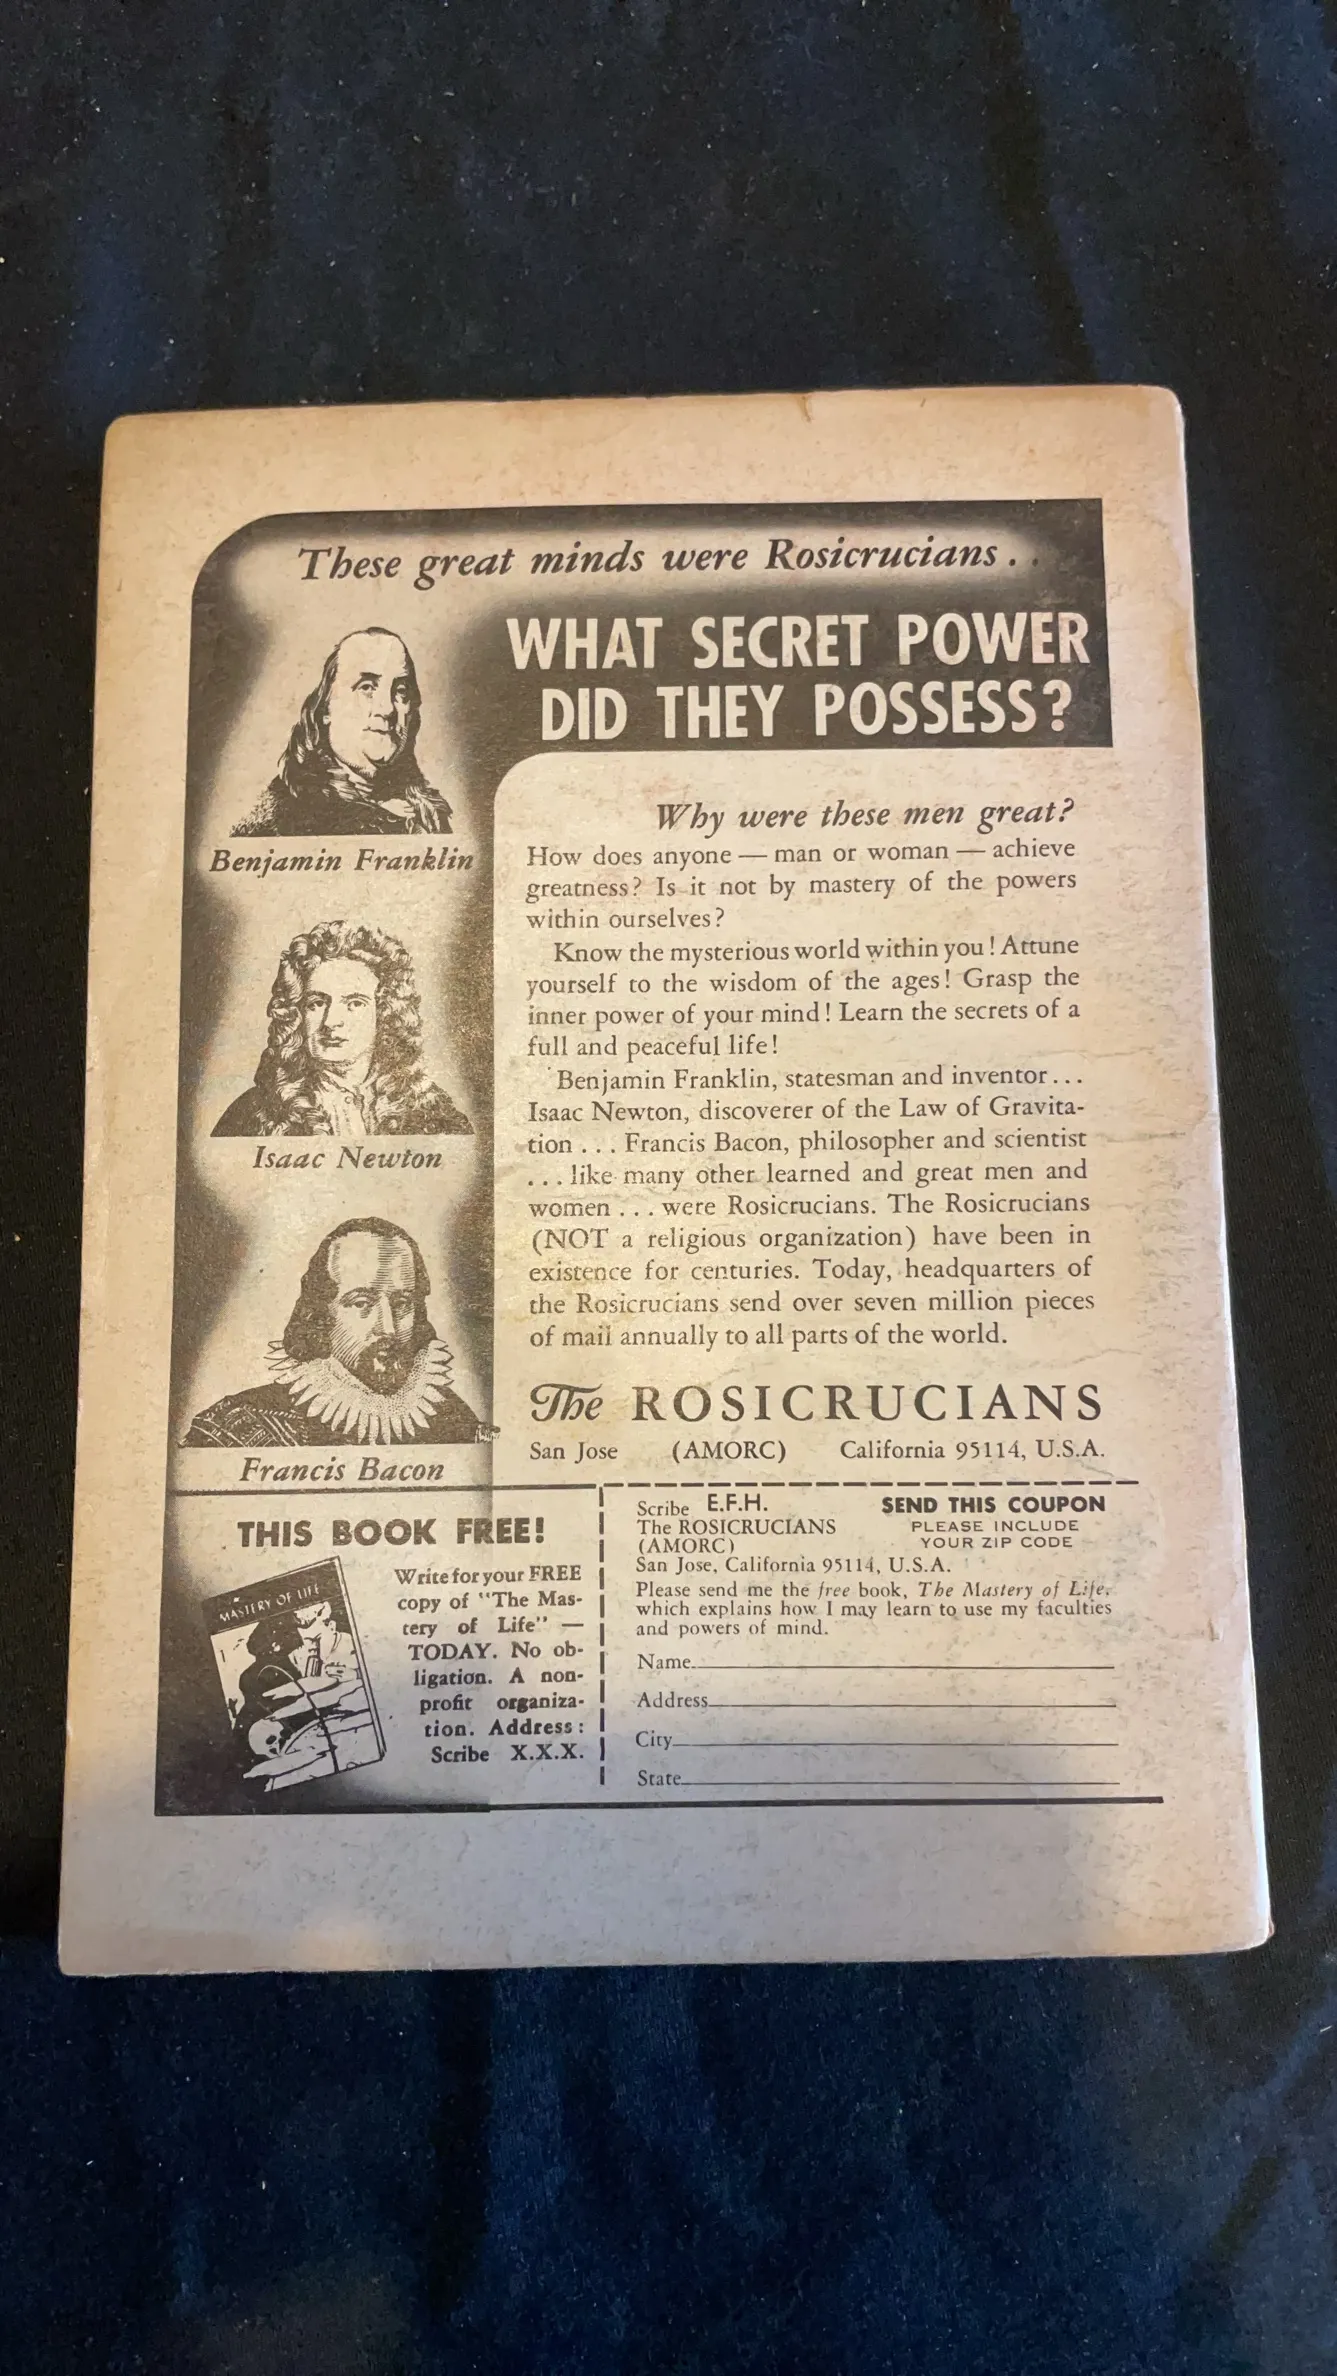 These great minds were Rosicrucians . .
WHAT SECRET POWER
DID THEY POSSESS?
Benjamin Franklin
Isaac Newton
Francis Bacon
Why were these men great?
How does anyone — man or woman — achieve
greatness? Is it not by mastery of the powers
within ourselves?
Know the mysterious world within you! Attune
yourself to the wisdom of the ages! Grasp the
inner power of your mind! Learn the secrets of a
full and peaceful life!
Benjamin Franklin, statesman and inventor...
Isaac Newton, discoverer of the Law of Gravita-
tion . . . Francis Bacon, philosopher and scientist
. . . like many other learned and great men and
women . . . were Rosicrucians. The Rosicrucians
(NOT a religious organization) have been in
existence for centuries. Today, headquarters of
the Rosicrucians send over seven million pieces
of mail annually to all parts of the world.
The ROSICRUCIANS
San Jose (AMORC) California 95114, U.S.A.
THIS BOOK FREE!
MASTERY OF LIFE
Write for your FREE
copy of "The Mas-
tery of Life" —
TODAY. No ob-
ligation. A non-
profit organiza-
tion. Address:
Scribe X.X.X.
Scribe E.F.H.
The ROSICRUCIANS
(AMORC)
San Jose, California 95114, U.S.A.
SEND THIS COUPON
PLEASE INCLUDE
YOUR ZIP CODE
Please send me the free book, The Mastery of Life,
which explains how I may learn to use my faculties
and powers of mind.
Name
Address
City
State